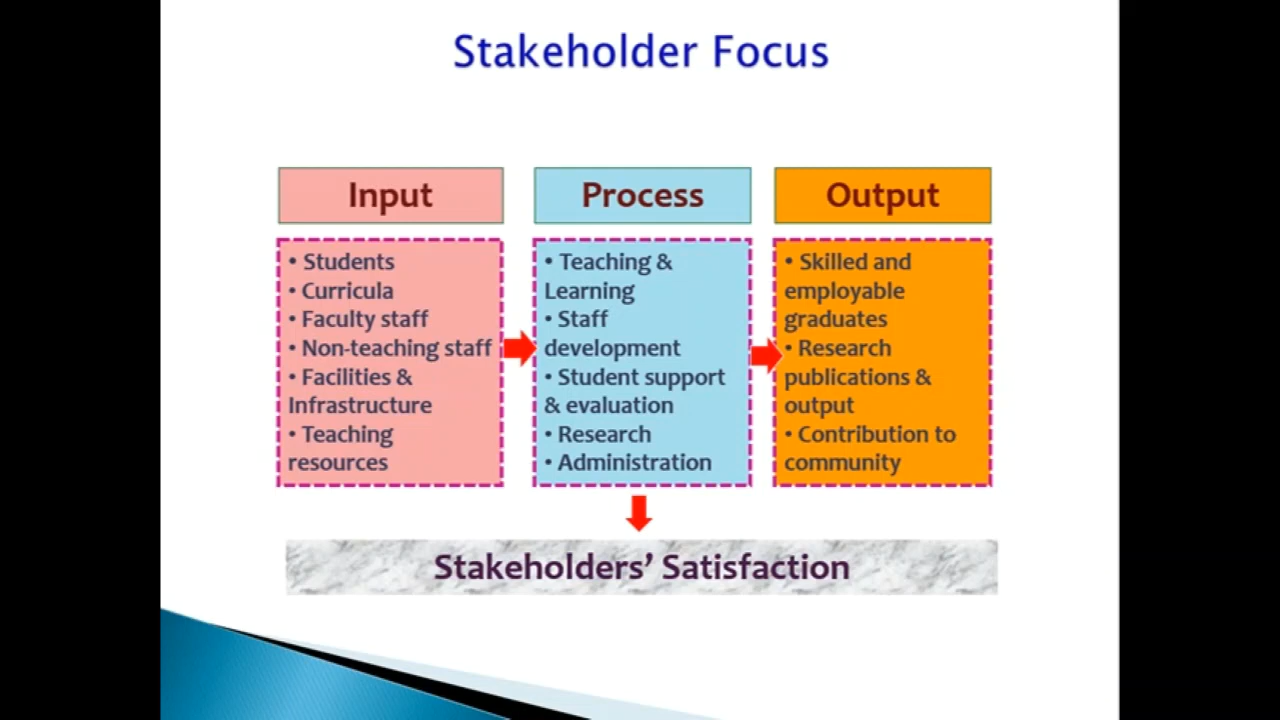 Stakeholder Focus
Input
• Students
• Curricula
• Faculty staff
• Non-teaching staff
• Facilities &
Infrastructure
• Teaching
resources
Process
• Teaching &
Learning
• Staff
development
• Student support
& evaluation
• Research
• Administration
Output
• Skilled and
employable
graduates
• Research
publications &
output
• Contribution to
community
Stakeholders’ Satisfaction